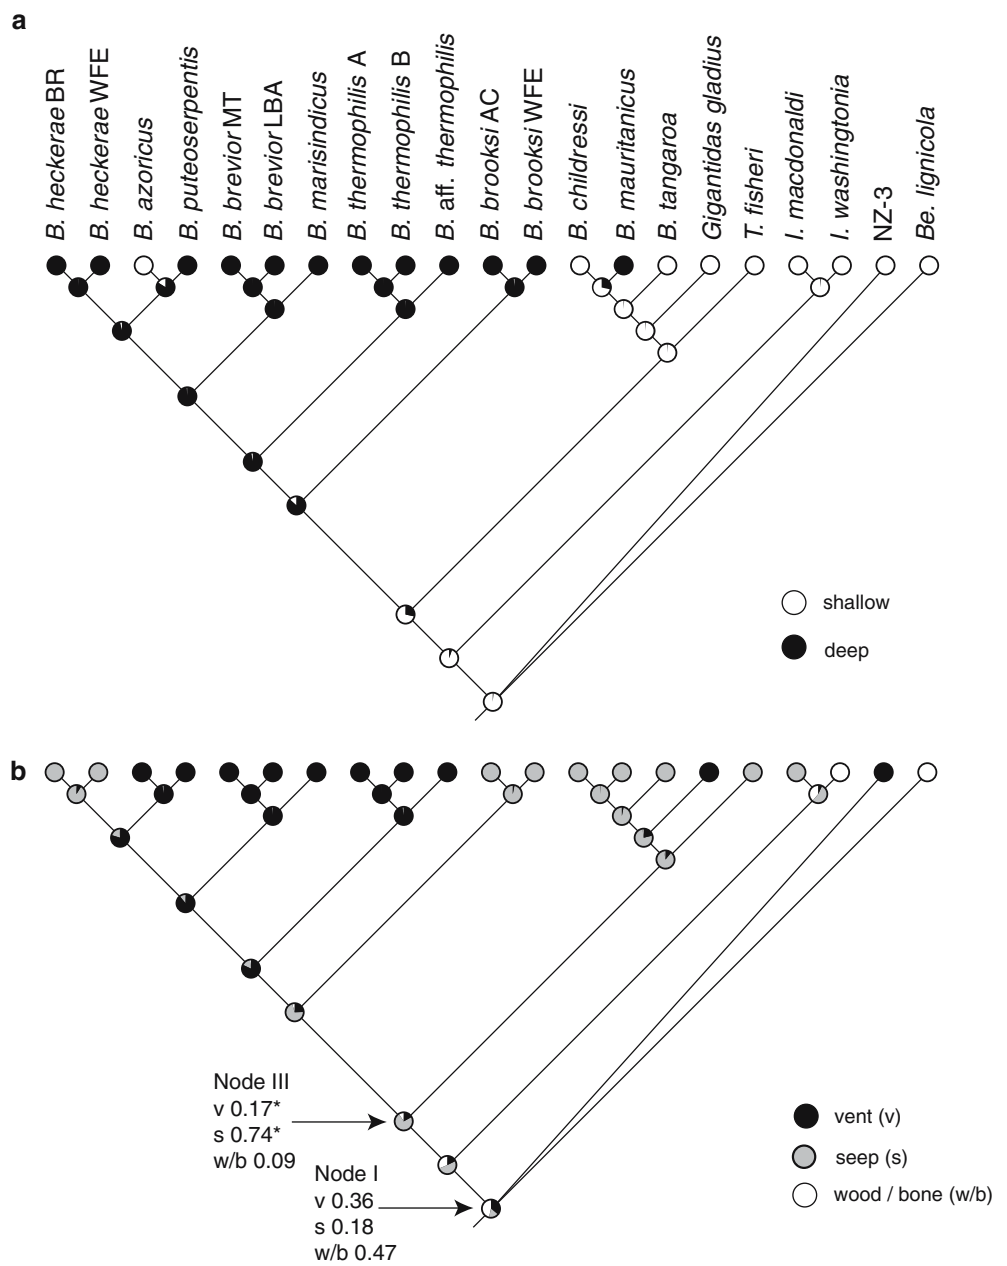 a
B. heckerae BR
B. heckerae WFE
B. azoricus
B. puteoserpentis
B. brevior MT
B. brevior LBA
B. marisindicus
B. thermophilis A
B. thermophilis B
B. aff. thermophilis
B. brooksi AC
B. brooksi WFE
B. childressi
B. mauritanicus
B. tangaroa
Gigantidas gladius
T. fisheri
I. macdonaldi
I. washingtonia
NZ-3
Be. lignicola
shallow
deep
b
Node III
v 0.17*
s 0.74*
w/b 0.09
Node I
v 0.36
s 0.18
w/b 0.47
vent (v)
seep (s)
wood / bone (w/b)